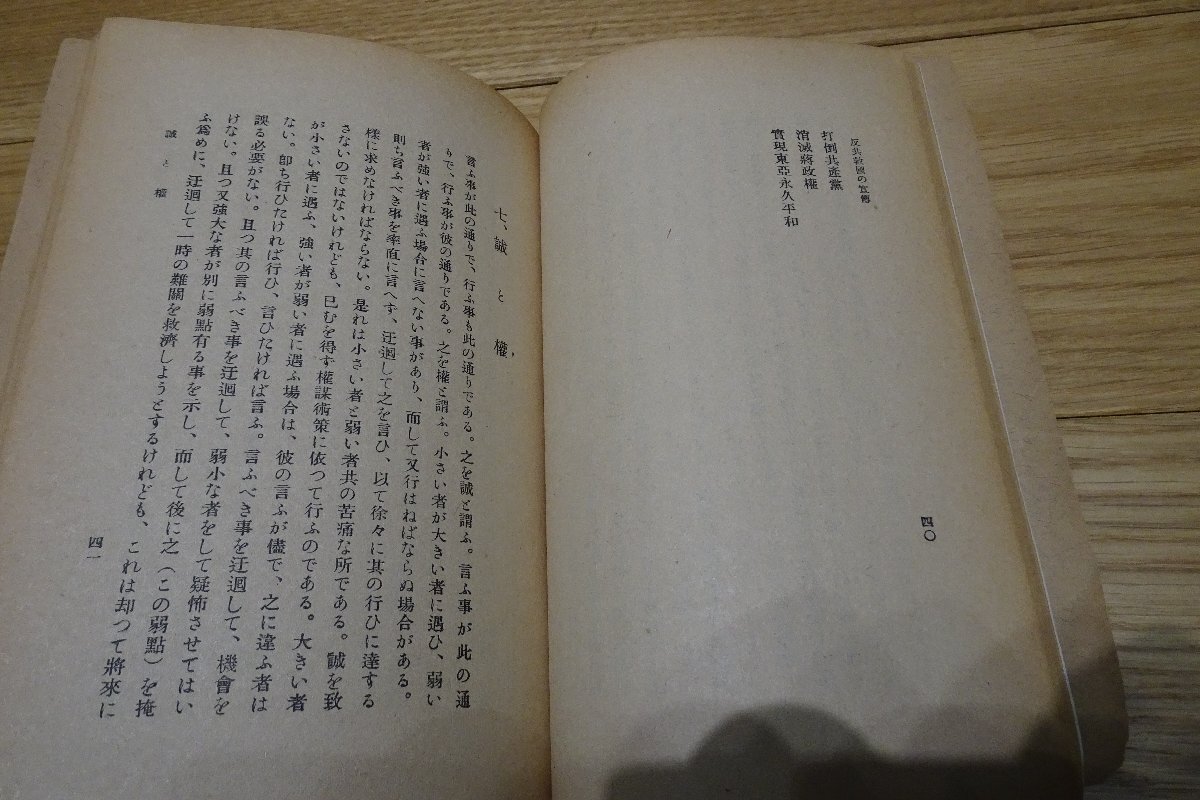 反共救國の宣傳
打倒共產黨
消滅蔣政權
實現東亞永久平和
四〇
七、誠と權
言ふ事が此の通りで、行ふ事も此の通りである。之を誠と謂ふ。言ふ事が此の通
りで、行ふ事が彼の通りである。之を權と謂ふ。小さい者が大きい者に遇ひ、弱い
者が強い者に遇ふ場合に言へない事があり、而して又行はねばならぬ場合がある。
則ち言ふべき事を率直に言へず、迂迴して之を言ひ、以て徐々に其の行ひに達する
樣に求めなければならない。是れは小さい者と弱い者共の苦痛な所である。誠を致
さないのではないけれども、已むを得ず權謀術策に依つて行ふのである。大きい者
が小さい者に遇ふ、強い者が弱い者に遇ふ場合は、彼の言ふが儘で、之に違ふ者は
ない。卽ち行ひたければ行ひ、言ひたければ言ふ。言ふべき事を迂迴して、機會を
誤る必要がない。且つ其の言ふべき事を迂迴して、弱小な者をして疑怖させてはい
けない。且つ又強大な者が別に弱點有る事を示し、而して後に之（この弱點）を掩
ふ爲めに、迂迴して一時の難關を救濟しようとするけれども、これは却つて將來に
誠と權
四一